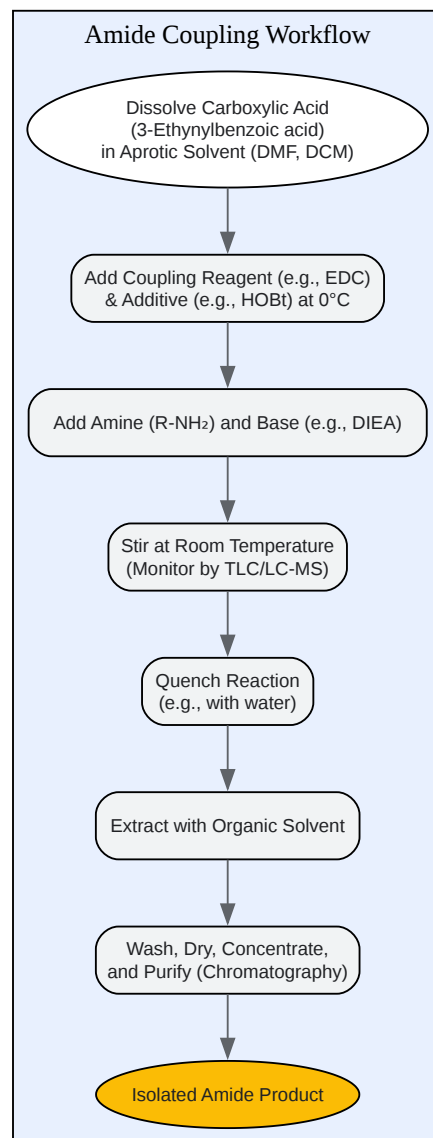 Amide Coupling Workflow
Dissolve Carboxylic Acid
(3-Ethynylbenzoic acid)
in Aprotic Solvent (DMF, DCM)
Add Coupling Reagent (e.g., EDC)
& Additive (e.g., HOBt) at 0°C
Add Amine (R-NH₂) and Base (e.g., DIEA)
Stir at Room Temperature
(Monitor by TLC/LC-MS)
Quench Reaction
(e.g., with water)
Extract with Organic Solvent
Wash, Dry, Concentrate,
and Purify (Chromatography)
Isolated Amide Product